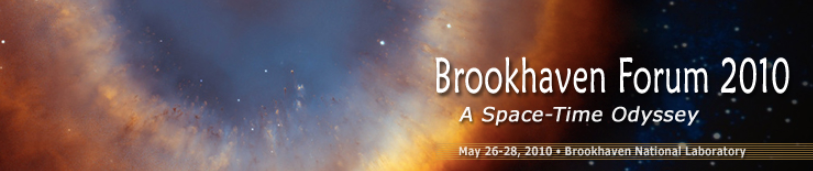 Brookhaven Forum 2010
A Space-Time Odyssey
May 26-28, 2010 • Brookhaven National Laboratory